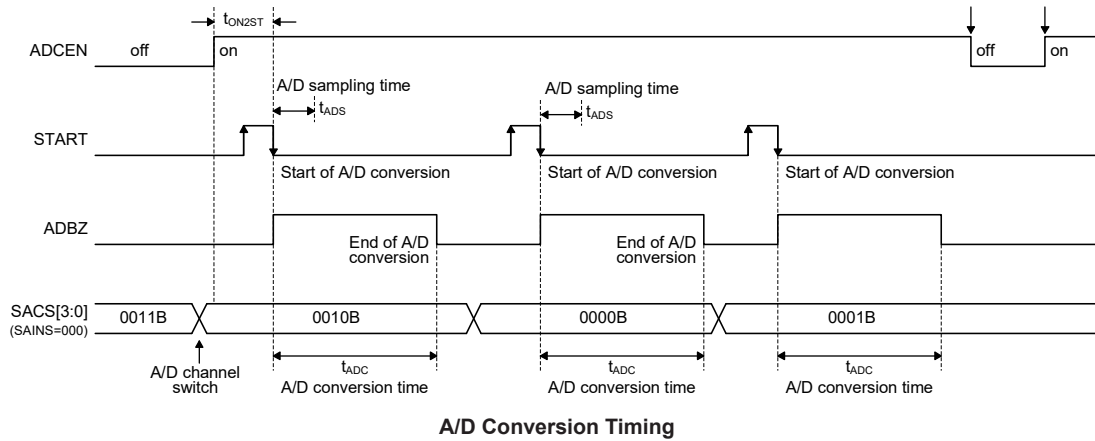 tON2ST
ADCEN off on off on
A/D sampling time A/D sampling time
tADS tADS
START
Start of A/D conversion Start of A/D conversion Start of A/D conversion
ADBZ
End of A/D conversion End of A/D conversion
SACS[3:0] 0011B 0010B 0000B 0001B
(SAINS=000)
A/D channel switch
tADC tADC tADC
A/D conversion time A/D conversion time A/D conversion time
A/D Conversion Timing